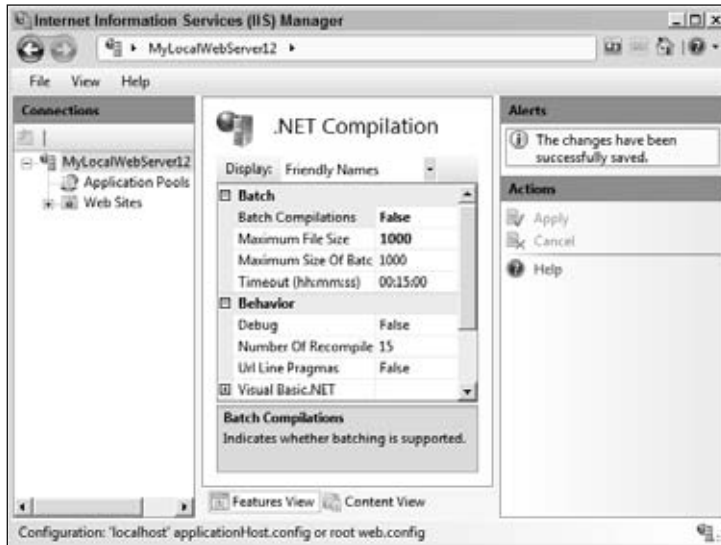 Internet Information Services (IIS) Manager
MyLocalWebServer12
File View Help
Connections
MyLocalWebServer12
Application Pools
Web Sites
.NET Compilation
Display: Friendly Names
Batch
Batch Compilations False
Maximum File Size 1000
Maximum Size Of Batc 1000
Timeout (hh:mm:ss) 00:15:00
Behavior
Debug False
Number Of Recompile 15
Url Line Pragmas False
Visual Basic.NET
Batch Compilations
Indicates whether batching is supported.
Features View Content View
Alerts
The changes have been
successfully saved.
Actions
Apply
Cancel
Help
Configuration: 'localhost' applicationHost.config or root web.config